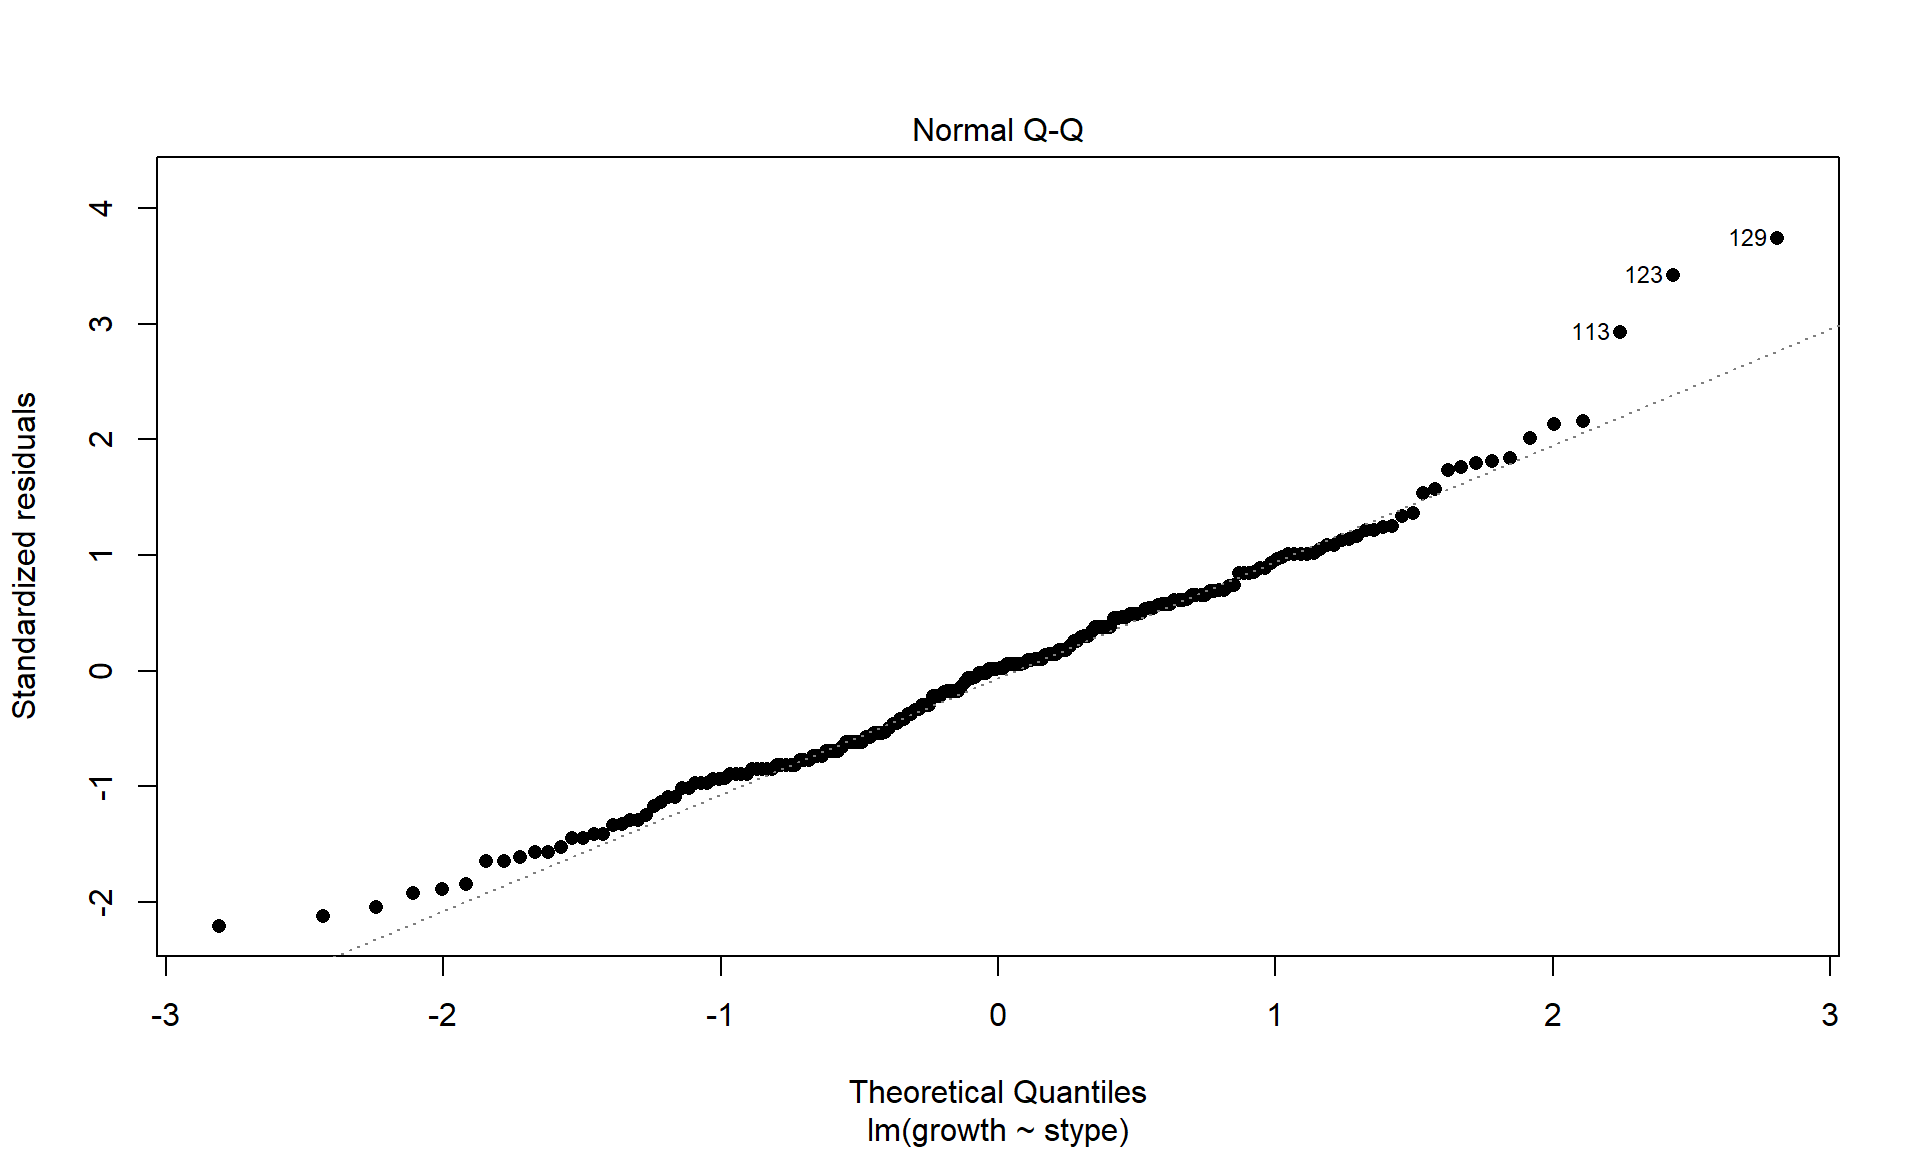 Normal Q-Q
Standardized residuals
4
3
2
1
0
-1
-2
129
123
113
-3 -2 -1 0 1 2 3
Theoretical Quantiles
lm(growth ~ stype)